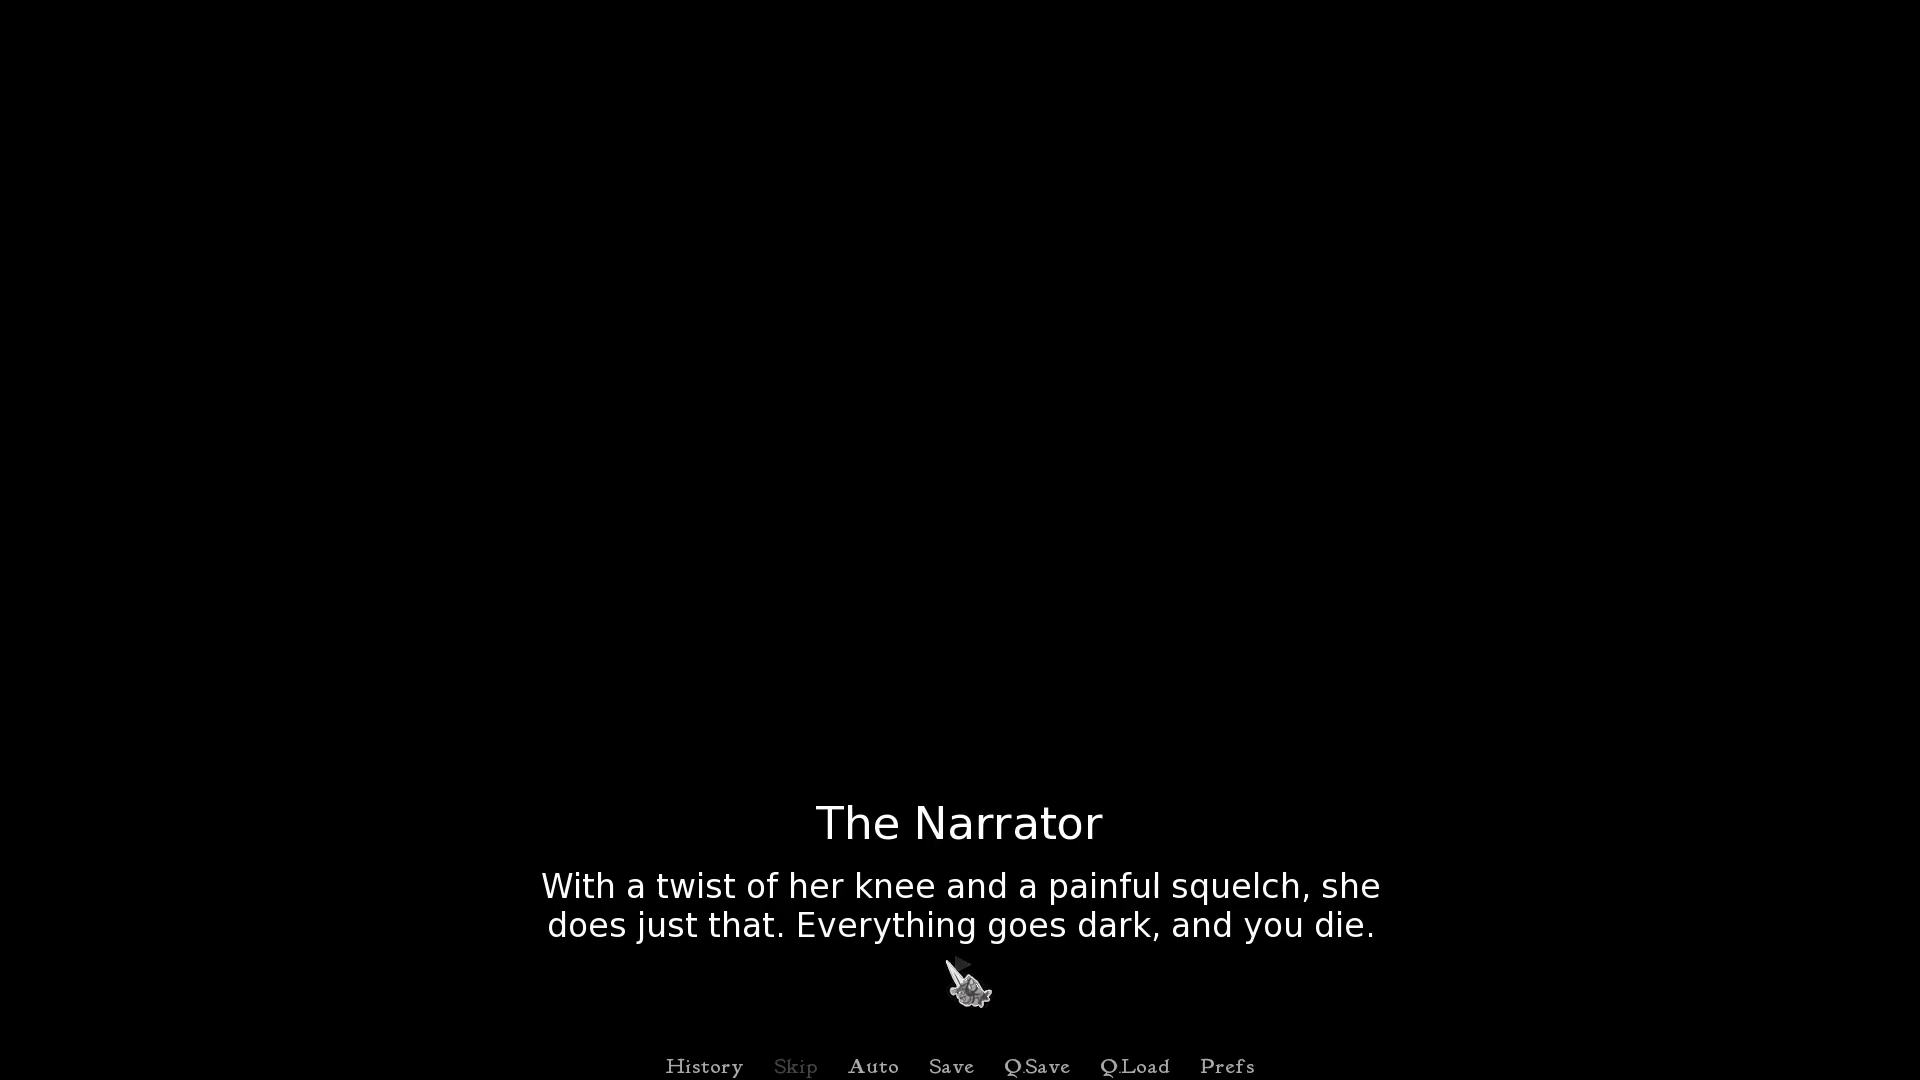 The Narrator
With a twist of her knee and a painful squelch, she
does just that. Everything goes dark, and you die.
History Skip Auto Save Q.Save Q.Load Prefs